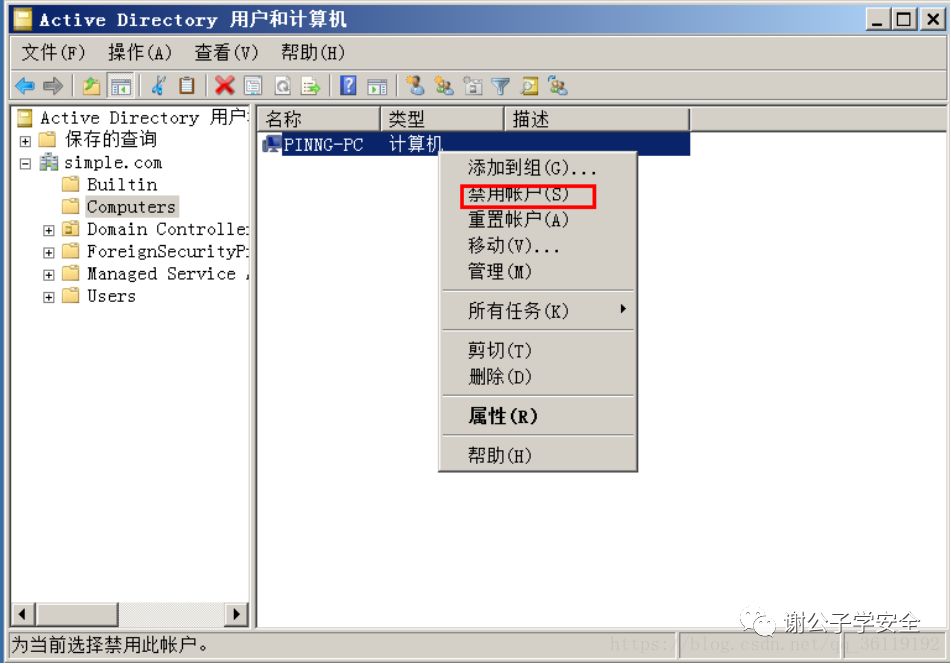 Active Directory 用户和计算机
文件(F) 操作(A) 查看(V) 帮助(H)
Active Directory 用户
保存的查询
simple.com
Builtin
Computers
Domain Controller
ForeignSecurityP
Managed Service
Users
名称 类型 描述
PINNG-PC 计算机
添加到组(G)...
禁用帐户(S)
重置帐户(A)
移动(V)...
管理(M)
所有任务(K)
剪切(T)
删除(D)
属性(R)
帮助(H)
谢公子学安全
为当前选择禁用此帐户。
https://blog.csdn.net/qq_36119192